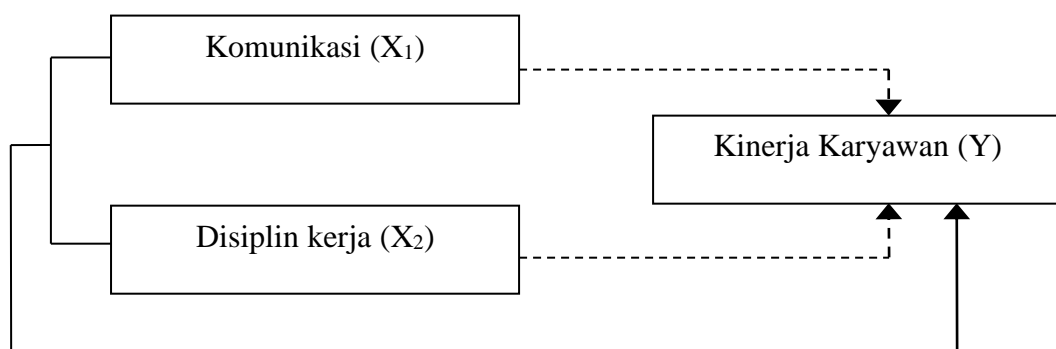 Komunikasi (X₁)
Kinerja Karyawan (Y)
Disiplin kerja (X₂)